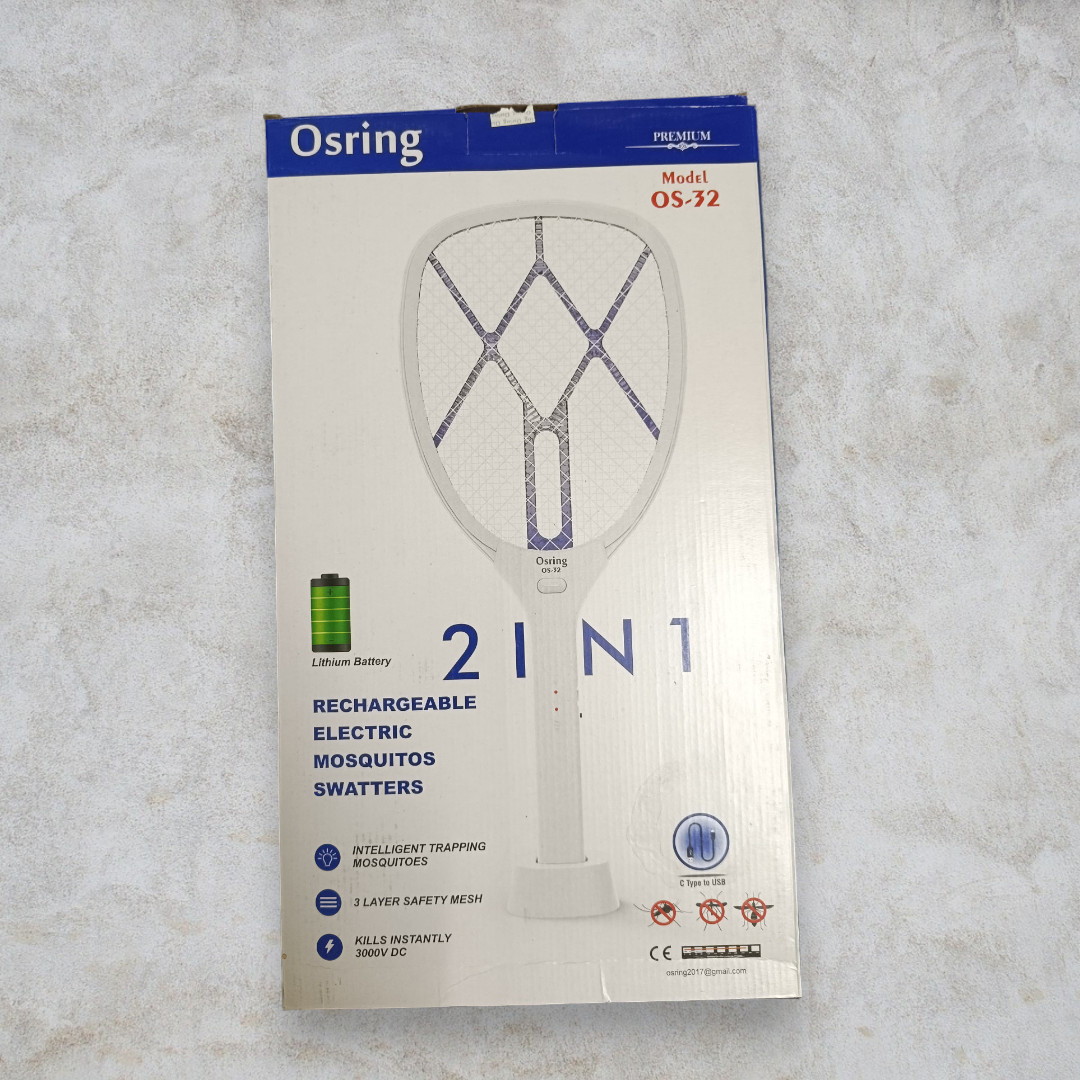 Osring
PREMIUM
Model
OS-32
Osring
OS-32
2 IN 1
Lithium Battery
RECHARGEABLE
ELECTRIC
MOSQUITOS
SWATTERS
INTELLIGENT TRAPPING
MOSQUITOES
3 LAYER SAFETY MESH
KILLS INSTANTLY
3000V DC
C Type to USB
CE
osring2017@gmail.com